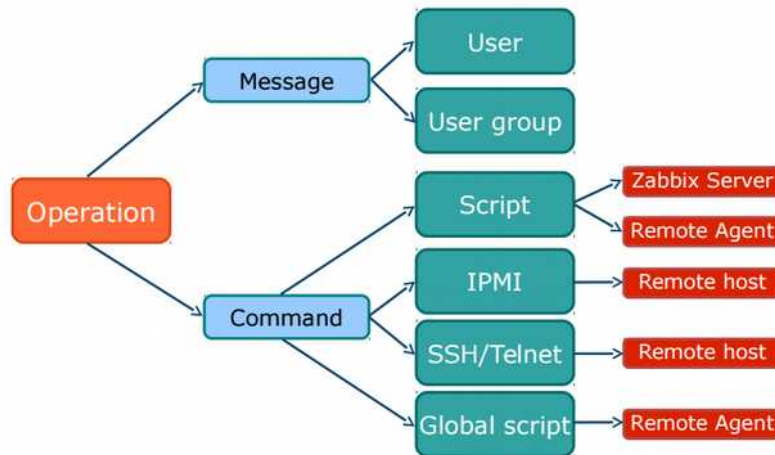 User
Message
User group
Operation
Script
Zabbix Server
Remote Agent
IPMI
Remote host
Command
SSH/Telnet
Remote host
Global script
Remote Agent